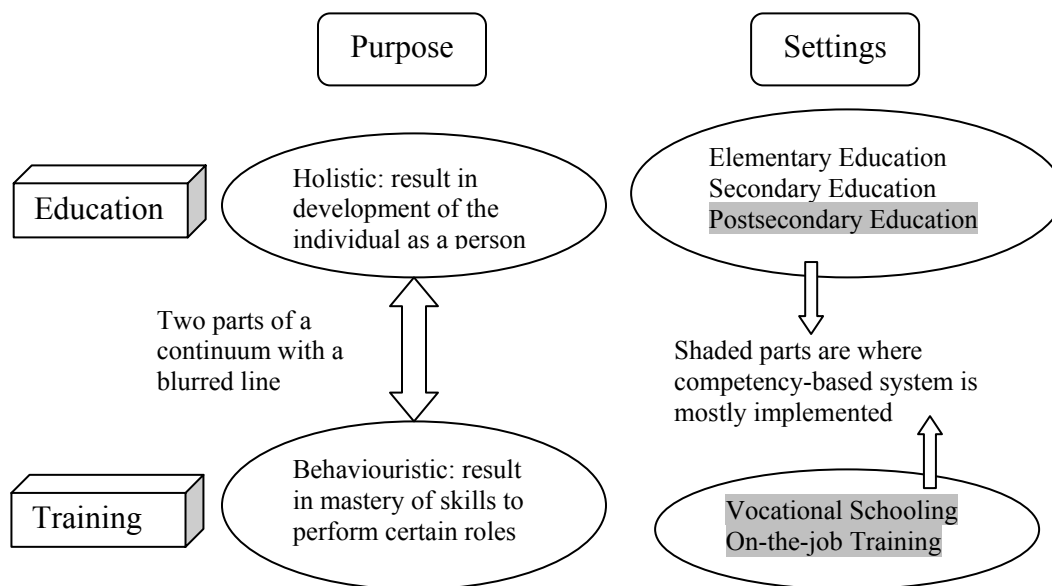 Purpose
Settings
Education
Holistic: result in
development of the
individual as a person
Elementary Education
Secondary Education
Postsecondary Education
Two parts of a
continuum with a
blurred line
Shaded parts are where
competency-based system is
mostly implemented
Training
Behaviouristic: result
in mastery of skills to
perform certain roles
Vocational Schooling
On-the-job Training